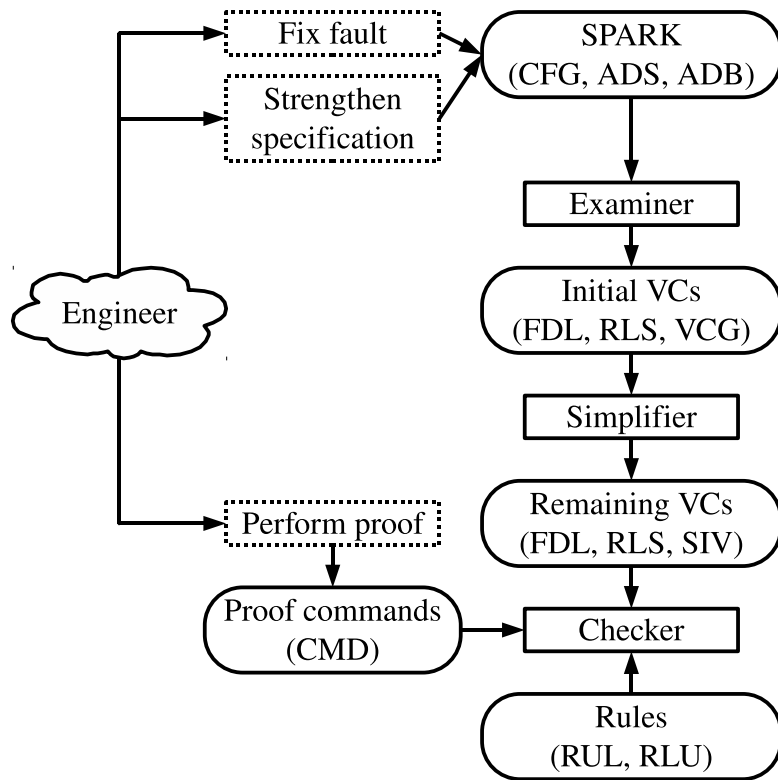 Fix fault
SPARK
(CFG, ADS, ADB)
Strengthen
specification
Examiner
Engineer
Initial VCs
(FDL, RLS, VCG)
Simplifier
Remaining VCs
(FDL, RLS, SIV)
Perform proof
Proof commands
(CMD)
Checker
Rules
(RUL, RLU)